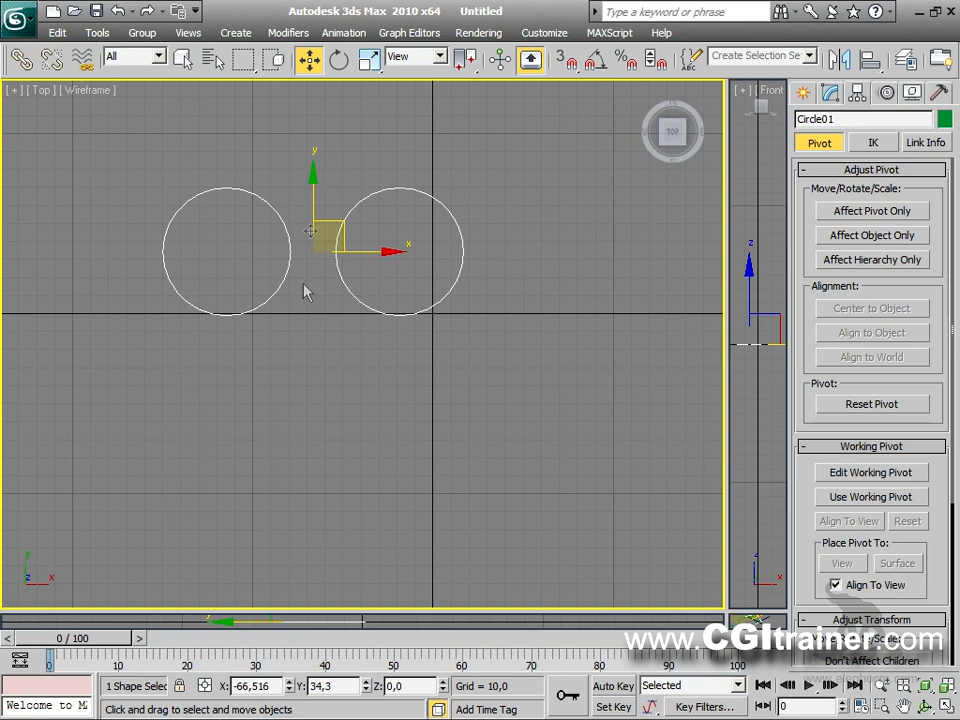 Autodesk 3ds Max 2010 x64 Untitled
Type a keyword or phrase
Edit Tools Group Views Create Modifiers Animation Graph Editors Rendering Customize MAXScript Help
All View Create Selection Se
[ + ] [ Top ] [ Wireframe ]
[ + ] [ Front
TOP
y
x
z
Circle01
Pivot IK Link Info
- Adjust Pivot
Move/Rotate/Scale:
Affect Pivot Only
Affect Object Only
Affect Hierarchy Only
Alignment:
Center to Object
Align to Object
Align to World
Pivot:
Reset Pivot
- Working Pivot
Edit Working Pivot
Use Working Pivot
Align To View Reset
Place Pivot To:
View Surface
Align To View
- Adjust Transform
Move/Rotate/Scale:
Don't Affect Children
www.CGItrainer.com
< 0 / 100 >
0 10 20 30 40 50 60 70 80 90 100
1 Shape Selec X: -66,516 Y: 34,3 Z: 0,0 Grid = 10,0 Auto Key Selected
Welcome to M
Click and drag to select and move objects Add Time Tag Set Key Key Filters... 0